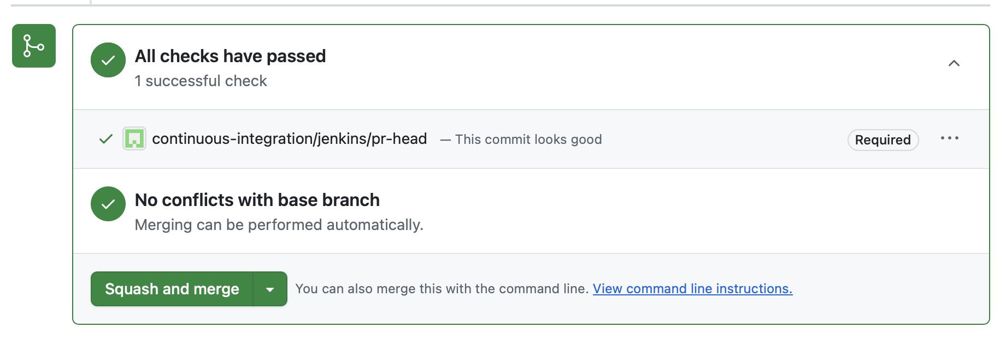 All checks have passed
1 successful check
continuous-integration/jenkins/pr-head — This commit looks good Required
No conflicts with base branch
Merging can be performed automatically.
Squash and merge You can also merge this with the command line. View command line instructions.